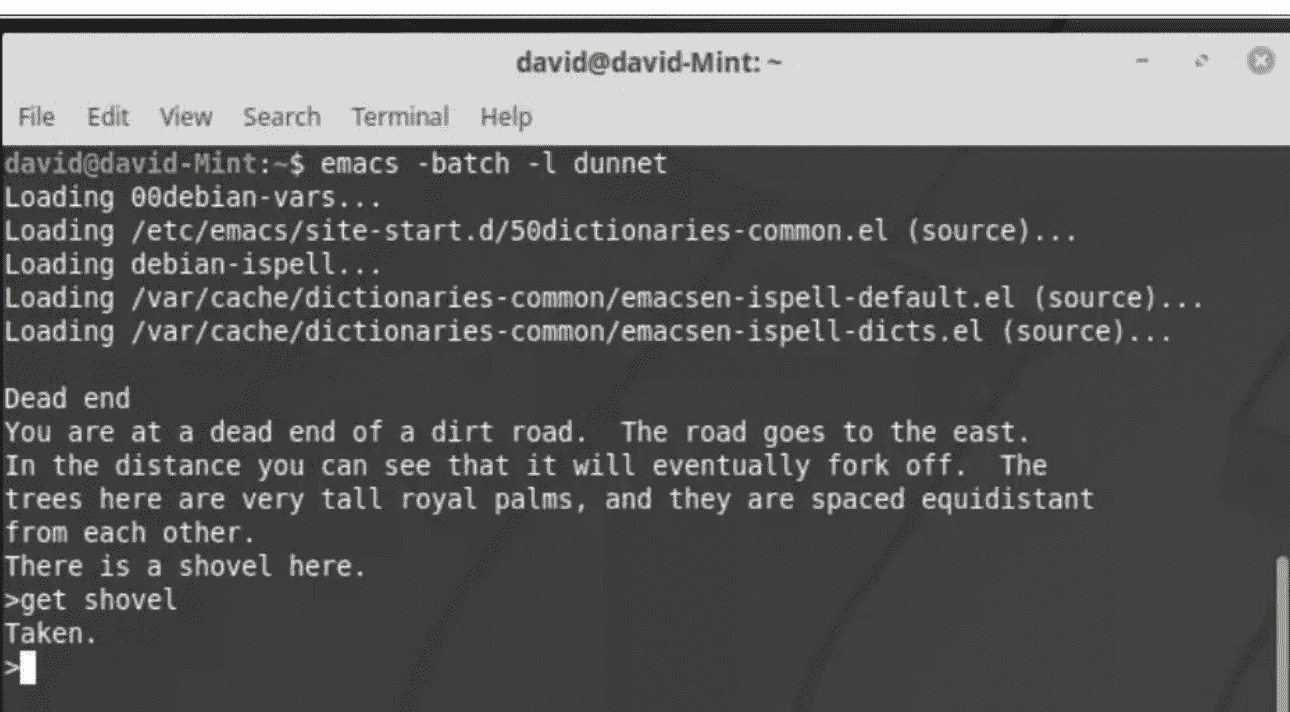 david@david-Mint: ~
File Edit View Search Terminal Help
david@david-Mint:~$ emacs -batch -l dunnet
Loading 00debian-vars...
Loading /etc/emacs/site-start.d/50dictionaries-common.el (source)...
Loading debian-ispell...
Loading /var/cache/dictionaries-common/emacsen-ispell-default.el (source)...
Loading /var/cache/dictionaries-common/emacsen-ispell-dicts.el (source)...
Dead end
You are at a dead end of a dirt road.  The road goes to the east.
In the distance you can see that it will eventually fork off.  The
trees here are very tall royal palms, and they are spaced equidistant
from each other.
There is a shovel here.
>get shovel
Taken.
>